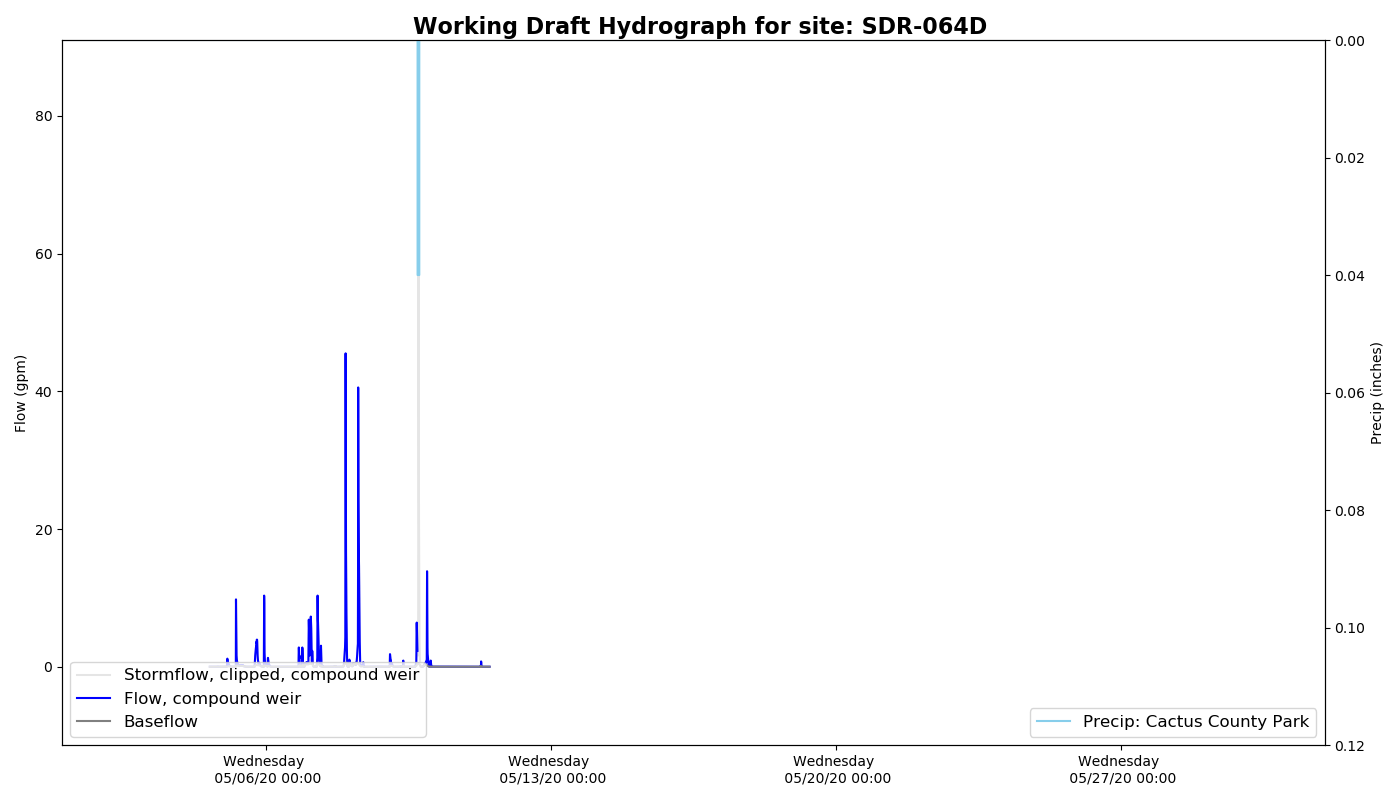 Working Draft Hydrograph for site: SDR-064D
80
60
40
20
0
Flow (gpm)
0.00
0.02
0.04
0.06
0.08
0.10
0.12
Precip (inches)
Stormflow, clipped, compound weir
Flow, compound weir
Baseflow
Precip: Cactus County Park
Wednesday
05/06/20 00:00
Wednesday
05/13/20 00:00
Wednesday
05/20/20 00:00
Wednesday
05/27/20 00:00